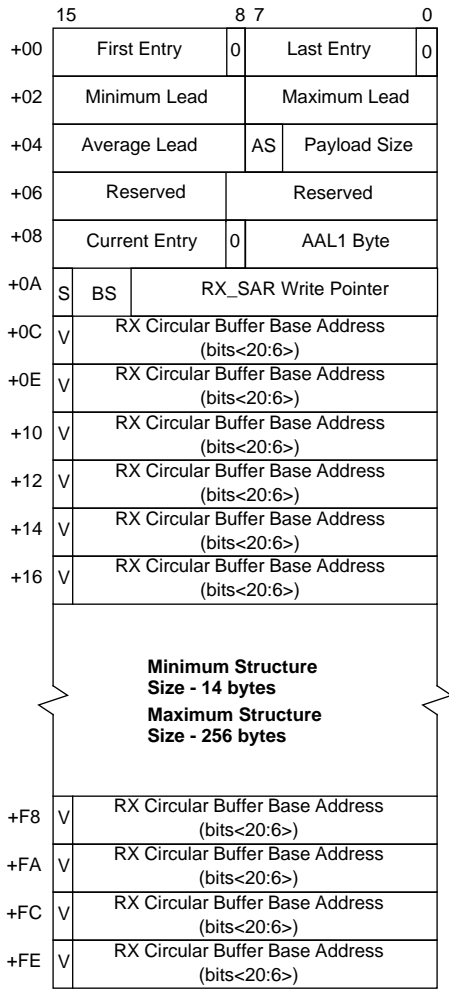 15 8 7 0
+00 First Entry 0 Last Entry 0
+02 Minimum Lead Maximum Lead
+04 Average Lead AS Payload Size
+06 Reserved Reserved
+08 Current Entry 0 AAL1 Byte
+0A S BS RX_SAR Write Pointer
+0C V RX Circular Buffer Base Address
(bits<20:6>)
+0E V RX Circular Buffer Base Address
(bits<20:6>)
+10 V RX Circular Buffer Base Address
(bits<20:6>)
+12 V RX Circular Buffer Base Address
(bits<20:6>)
+14 V RX Circular Buffer Base Address
(bits<20:6>)
+16 V RX Circular Buffer Base Address
(bits<20:6>)
Minimum Structure
Size - 14 bytes
Maximum Structure
Size - 256 bytes
+F8 V RX Circular Buffer Base Address
(bits<20:6>)
+FA V RX Circular Buffer Base Address
(bits<20:6>)
+FC V RX Circular Buffer Base Address
(bits<20:6>)
+FE V RX Circular Buffer Base Address
(bits<20:6>)